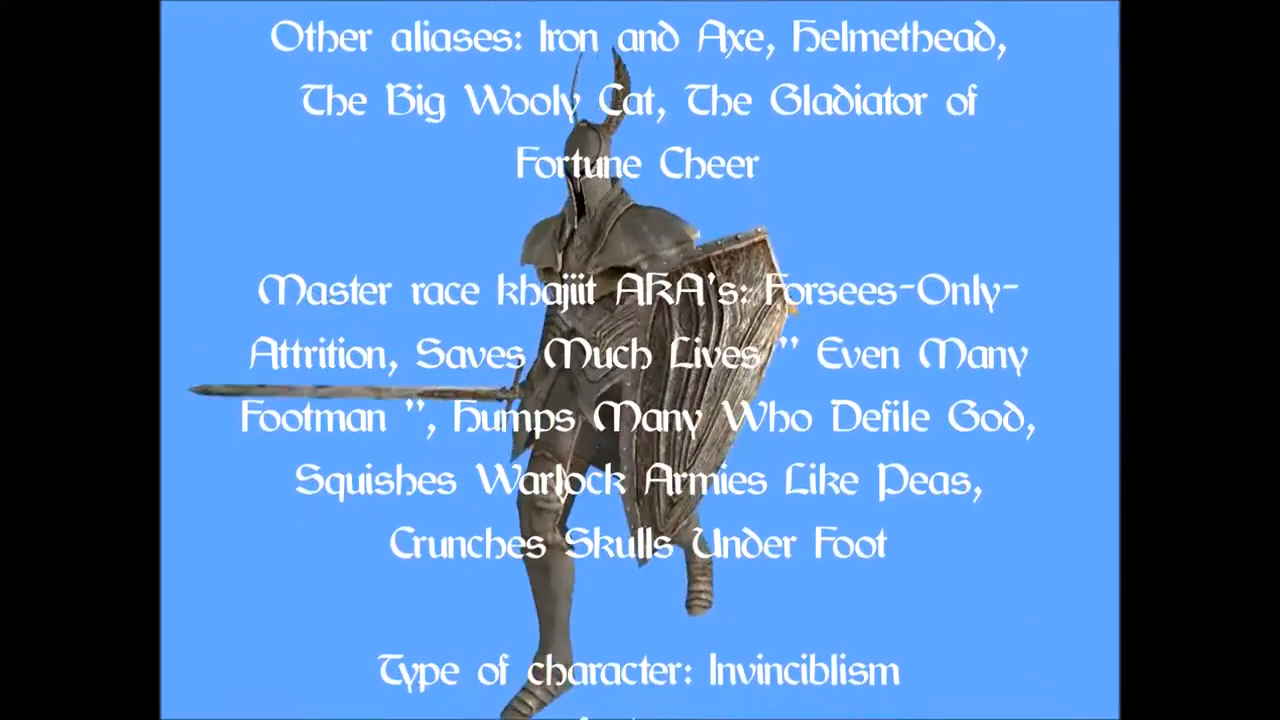 Other aliases: Iron and Axe, Helmethead,
The Big Wooly Cat, The Gladiator of
Fortune Cheer
Master race khajiit AKA's: Forsees-Only-
Attrition, Saves Much Lives " Even Many
Footman ", Humps Many Who Defile God,
Squishes Warlock Armies Like Peas,
Crunches Skulls Under Foot
Type of character: Invinciblism